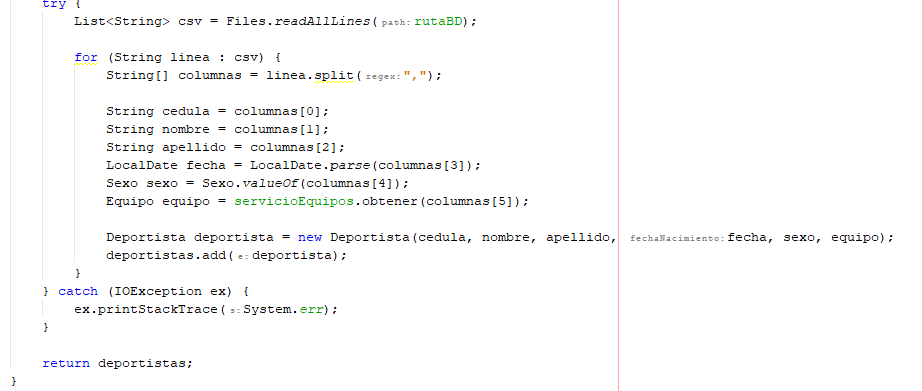 try {
List<String> csv = Files.readAllLines(path: rutaBD);
for (String linea : csv) {
String[] columnas = linea.split(regex: ",");
String cedula = columnas[0];
String nombre = columnas[1];
String apellido = columnas[2];
LocalDate fecha = LocalDate.parse(columnas[3]);
Sexo sexo = Sexo.valueOf(columnas[4]);
Equipo equipo = servicioEquipos.obtener(columnas[5]);
Deportista deportista = new Deportista(cedula, nombre, apellido, fechaNacimiento: fecha, sexo, equipo);
deportistas.add(e: deportista);
}
} catch (IOException ex) {
ex.printStackTrace(s: System.err);
}
return deportistas;
}